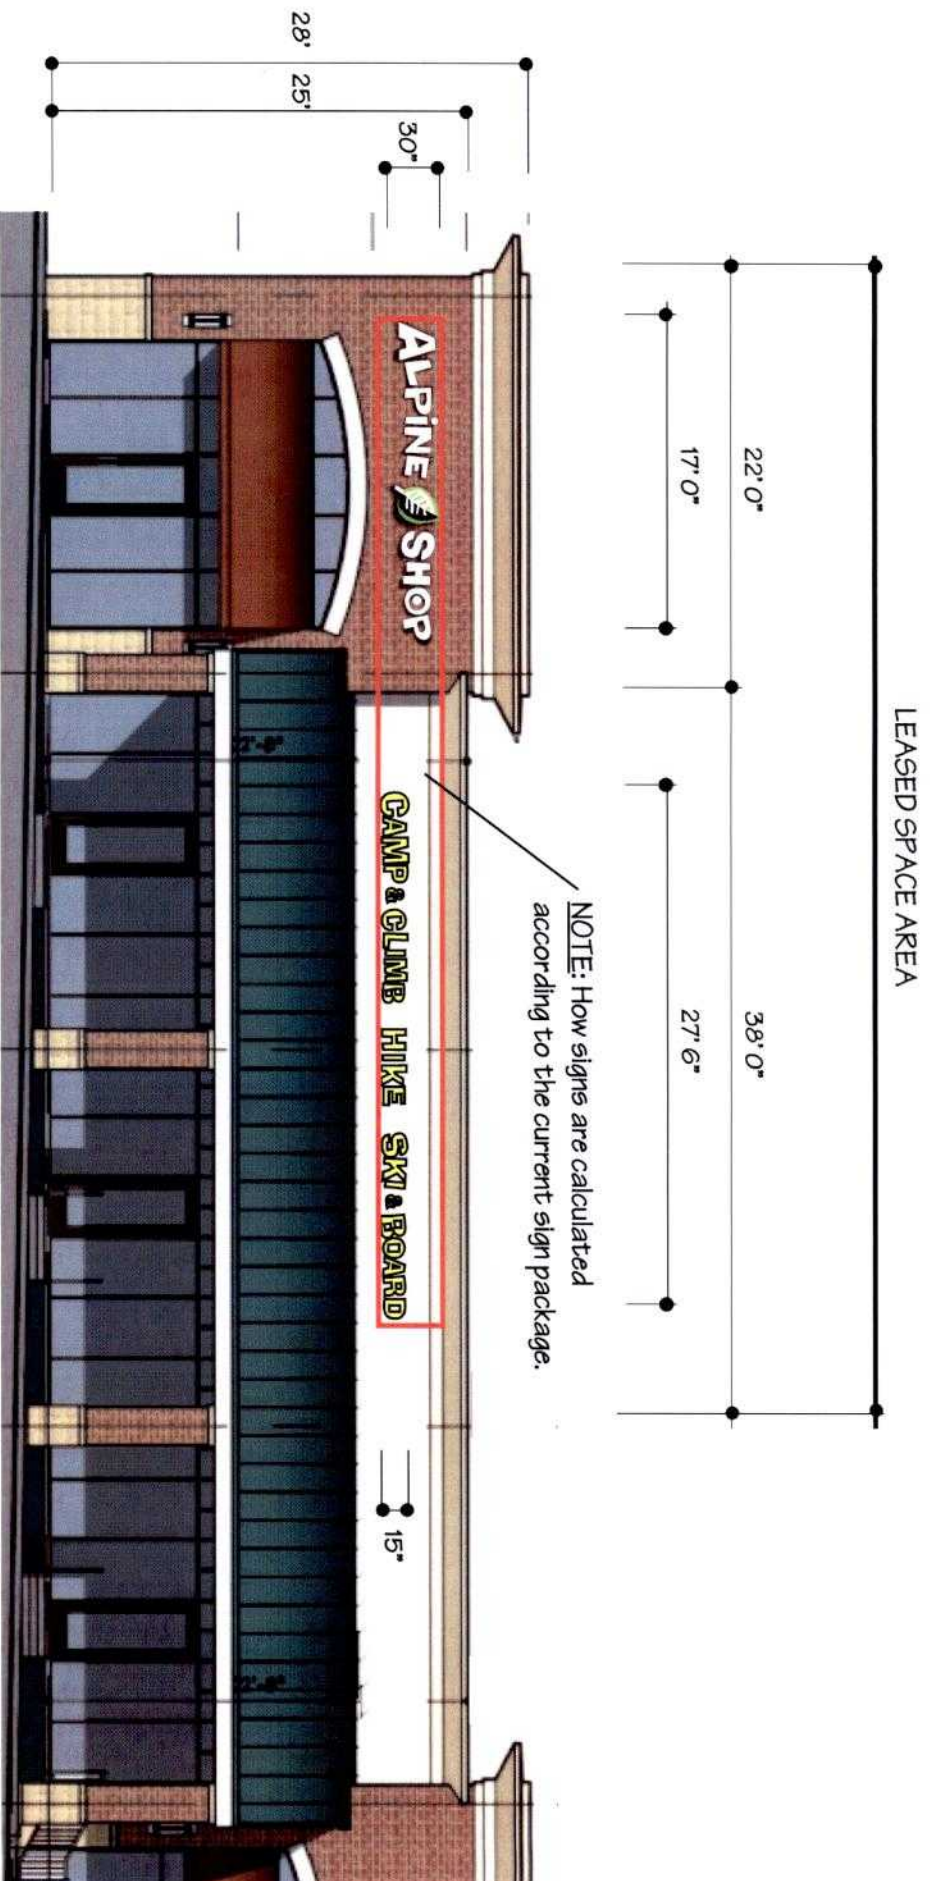 LEASED SPACE AREA
22' 0"
38' 0"
17' 0"
27' 6"
NOTE: How signs are calculated
according to the current sign package.
28'
25'
30"
ALPiNE SHOP
CAMP & CLIMB HIKE SKI & BOARD
15"